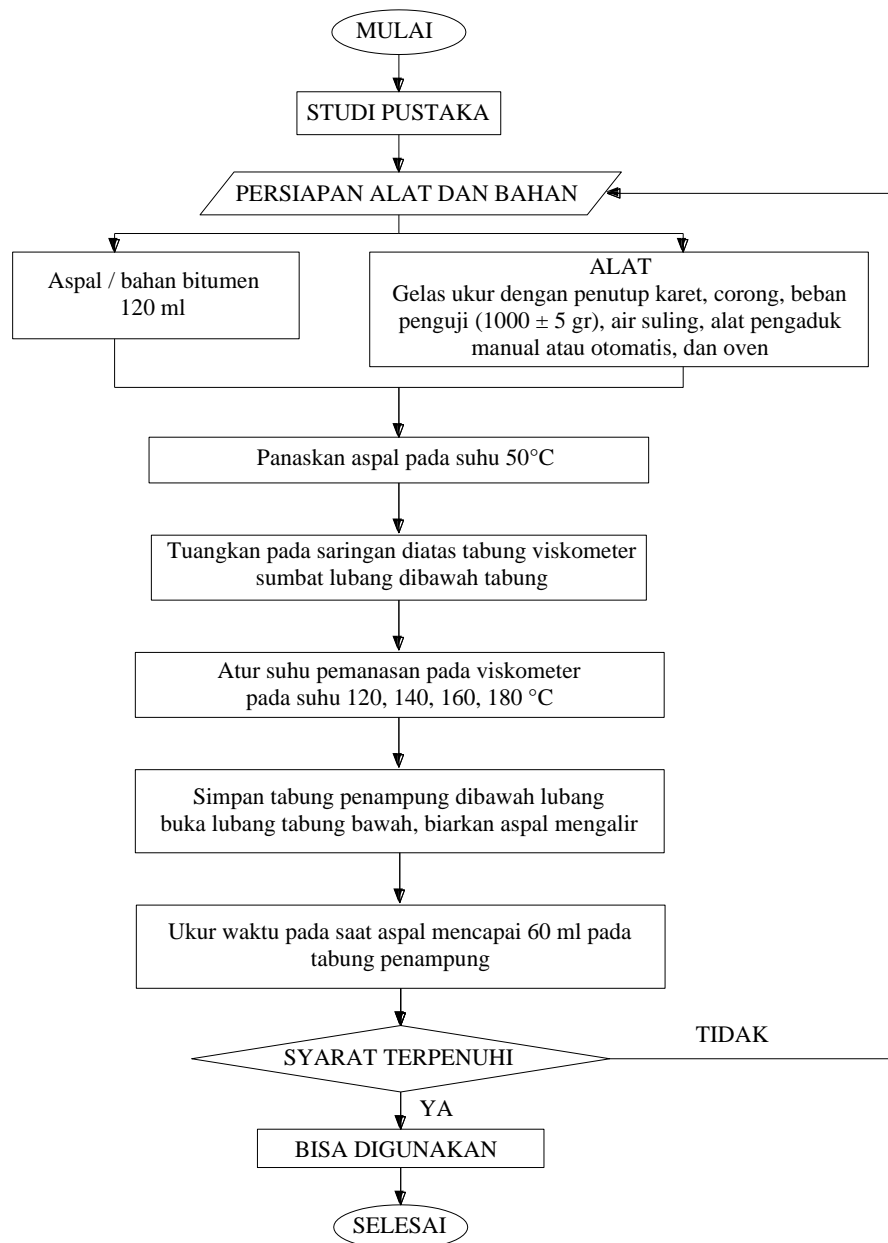 MULAI
STUDI PUSTAKA
PERSIAPAN ALAT DAN BAHAN
Aspal / bahan bitumen
120 ml
ALAT
Gelas ukur dengan penutup karet, corong, beban
penguji (1000 ± 5 gr), air suling, alat pengaduk
manual atau otomatis, dan oven
Panaskan aspal pada suhu 50°C
Tuangkan pada saringan diatas tabung viskometer
sumbat lubang dibawah tabung
Atur suhu pemanasan pada viskometer
pada suhu 120, 140, 160, 180 °C
Simpan tabung penampung dibawah lubang
buka lubang tabung bawah, biarkan aspal mengalir
Ukur waktu pada saat aspal mencapai 60 ml pada
tabung penampung
SYARAT TERPENUHI
TIDAK
YA
BISA DIGUNAKAN
SELESAI